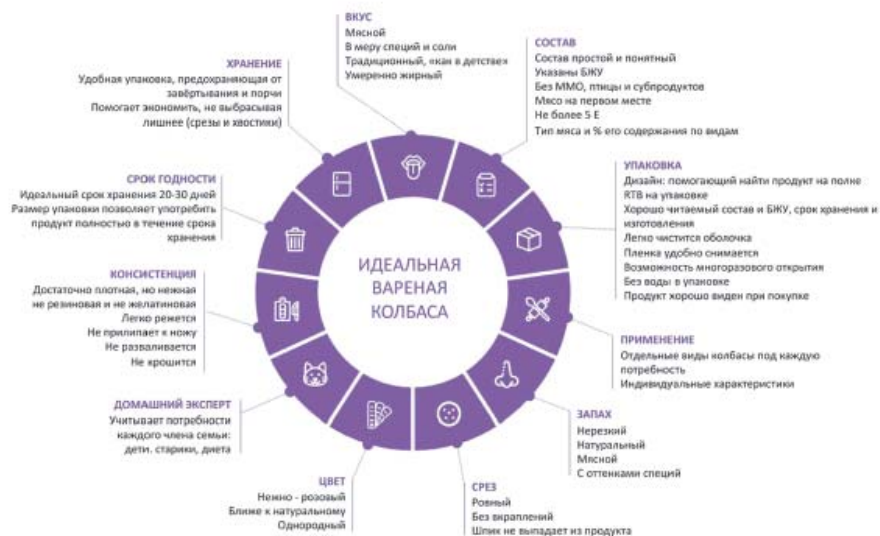 ВКУС
Мясной
В меру специй и соли
Традиционный, «как в детстве»
Умеренно жирный
СОСТАВ
Состав простой и понятный
Указаны БЖУ
Без ММО, птицы и субпродуктов
Мясо на первом месте
Не более 5 Е
Тип мяса и % его содержания по видам
УПАКОВКА
Дизайн: помогающий найти продукт на полке
RTB на упаковке
Хорошо читаемый состав и БЖУ, срок хранения и
изготовления
Легко чистится оболочка
Пленка удобно снимается
Возможность многоразового открытия
Без воды в упаковке
Продукт хорошо виден при покупке
ПРИМЕНЕНИЕ
Отдельные виды колбасы под каждую
потребность
Индивидуальные характеристики
ЗАПАХ
Нерезкий
Натуральный
Мясной
С оттенками специй
СРЕЗ
Ровный
Без вкраплений
Шпик не выпадает из продукта
ЦВЕТ
Нежно - розовый
Ближе к натуральному
Однородный
ДОМАШНИЙ ЭКСПЕРТ
Учитывает потребности
каждого члена семьи:
дети. старики, диета
КОНСИСТЕНЦИЯ
Достаточно плотная, но нежная
не резиновая и не желатиновая
Легко режется
Не прилипает к ножу
Не разваливается
Не крошится
СРОК ГОДНОСТИ
Идеальный срок хранения 20-30 дней
Размер упаковки позволяет употребить
продукт полностью в течение срока
хранения
ХРАНЕНИЕ
Удобная упаковка, предохраняющая от
завёртывания и порчи
Помогает экономить, не выбрасывая
лишнее (срезы и хвостики)
ИДЕАЛЬНАЯ
ВАРЕНАЯ
КОЛБАСА